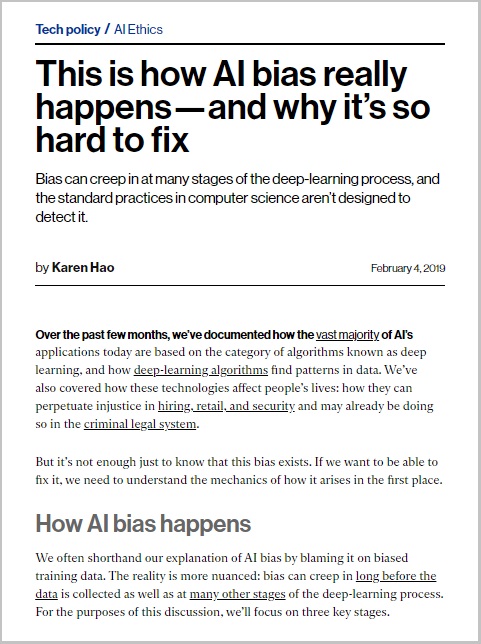 Tech policy / AI Ethics
This is how AI bias really
happens—and why it's so
hard to fix
Bias can creep in at many stages of the deep-learning process, and
the standard practices in computer science aren't designed to
detect it.
by Karen Hao February 4, 2019
Over the past few months, we've documented how the vast majority of AI's
applications today are based on the category of algorithms known as deep
learning, and how deep-learning algorithms find patterns in data. We've
also covered how these technologies affect people's lives: how they can
perpetuate injustice in hiring, retail, and security and may already be doing
so in the criminal legal system.
But it's not enough just to know that this bias exists. If we want to be able to
fix it, we need to understand the mechanics of how it arises in the first place.
How AI bias happens
We often shorthand our explanation of AI bias by blaming it on biased
training data. The reality is more nuanced: bias can creep in long before the
data is collected as well as at many other stages of the deep-learning process.
For the purposes of this discussion, we'll focus on three key stages.